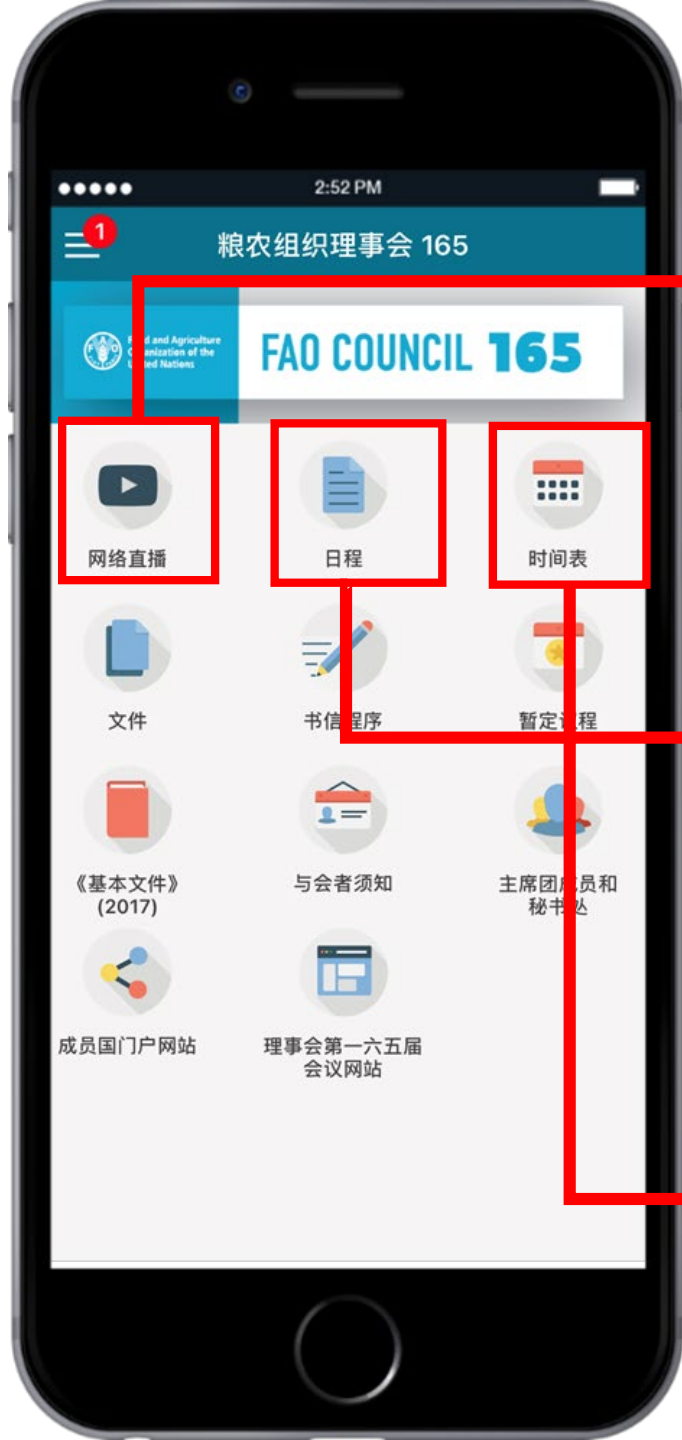 2:52 PM
1
粮农组织理事会 165
Food and Agriculture
Organization of the
United Nations
FAO COUNCIL 165
网络直播
日程
时间表
文件
书信程序
暂定议程
《基本文件》
(2017)
与会者须知
主席团成员和
秘书处
成员国门户网站
理事会第一六五届
会议网站